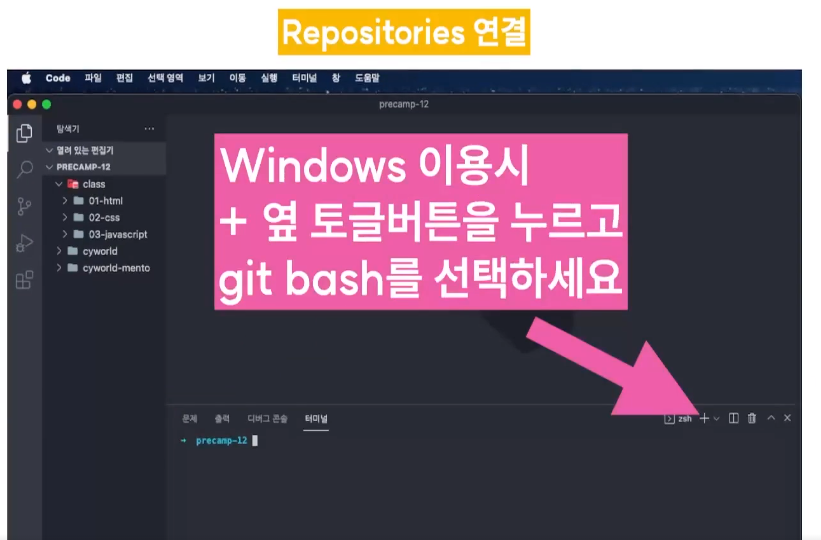 Repositories 연결
Code 파일 편집 선택 영역 보기 이동 실행 터미널 창 도움말
precamp-12
탐색기 ...
열려 있는 편집기
PRECAMP-12
class
01-html
02-css
03-javascript
cyworld
cyworld-mento
Windows 이용시
+ 옆 토글버튼을 누르고
git bash를 선택하세요
문제 출력 디버그 콘솔 터미널
zsh
→ precamp-12